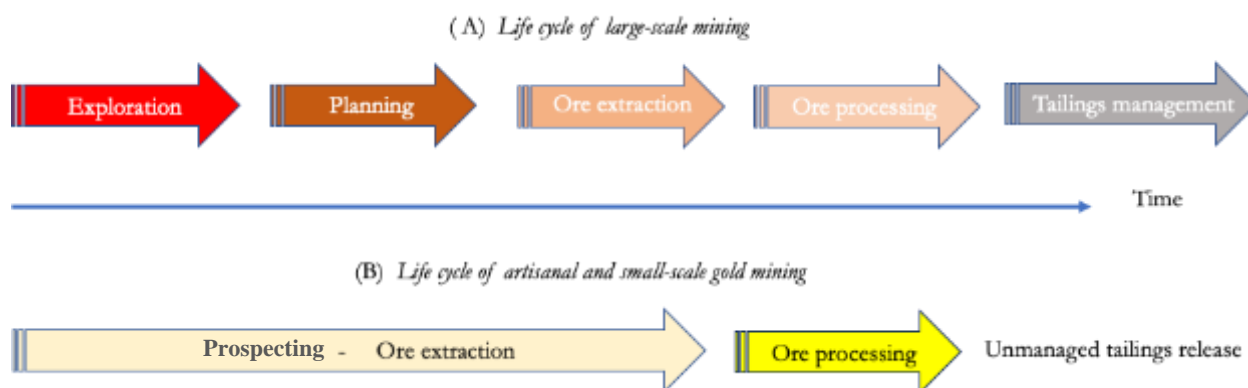 (A) Life cycle of large-scale mining
Exploration
Planning
Ore extraction
Ore processing
Tailings management
Time
(B) Life cycle of artisanal and small-scale gold mining
Prospecting - Ore extraction
Ore processing
Unmanaged tailings release